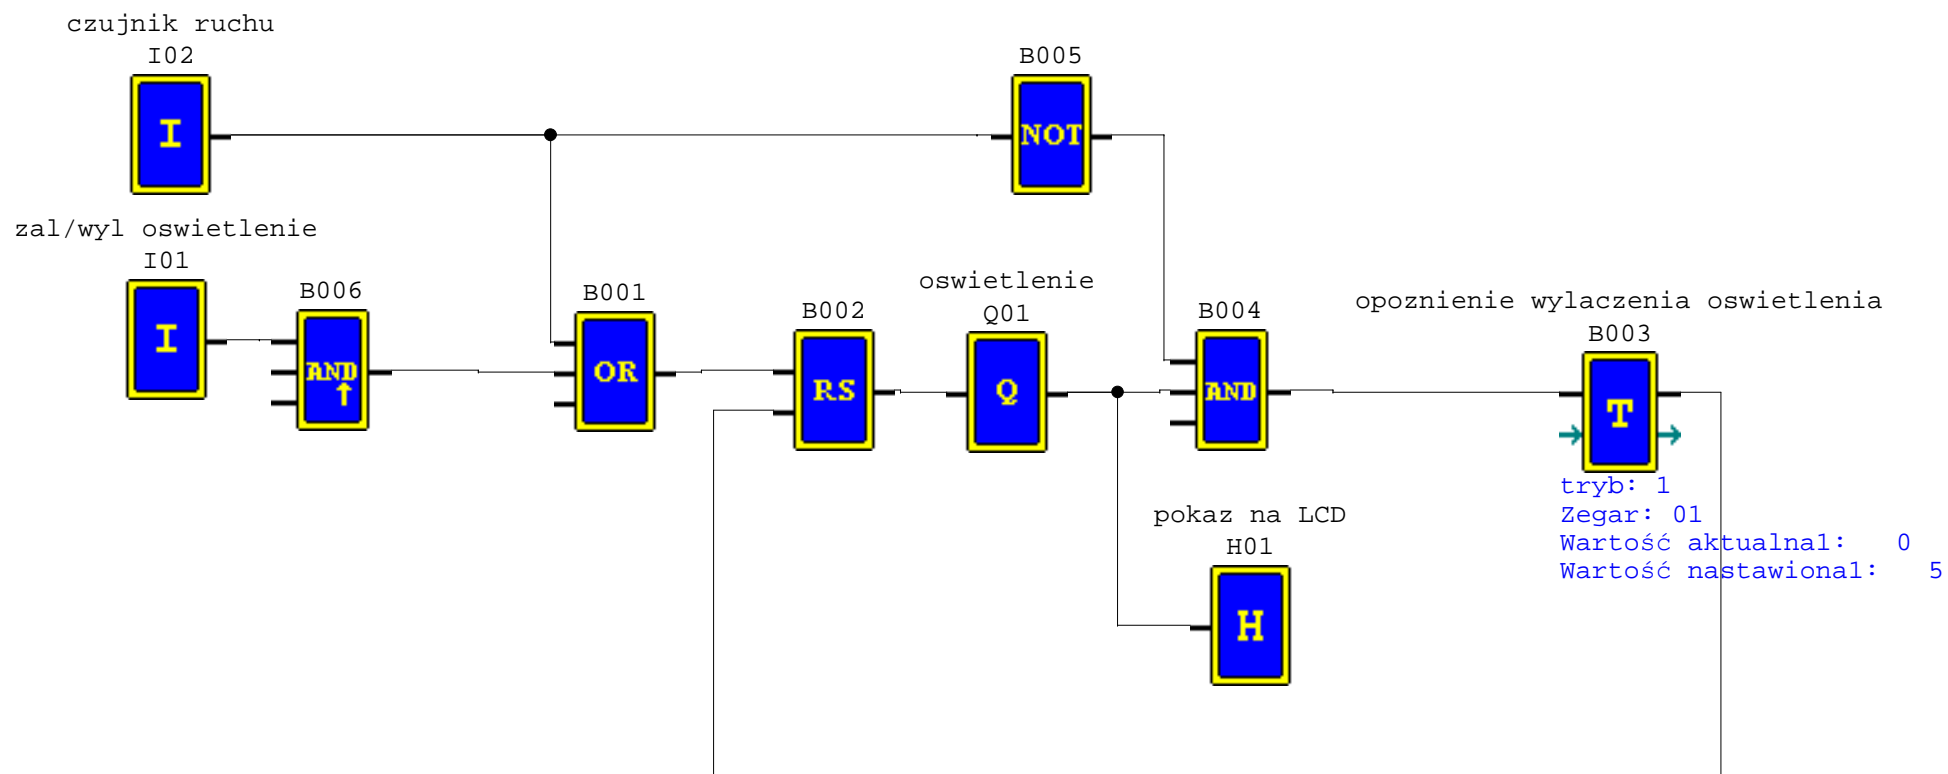 czujnik ruchu
I02
I
B005
NOT
zal/wyl oswietlenie
I01
I
B006
AND
B001
OR
B002
RS
oswietlenie
Q01
Q
B004
AND
opoznienie wylaczenia oswietlenia
B003
T
tryb: 1
Zegar: 01
Wartość aktualna1: 0
Wartość nastawiona1: 5
pokaz na LCD
H01
H